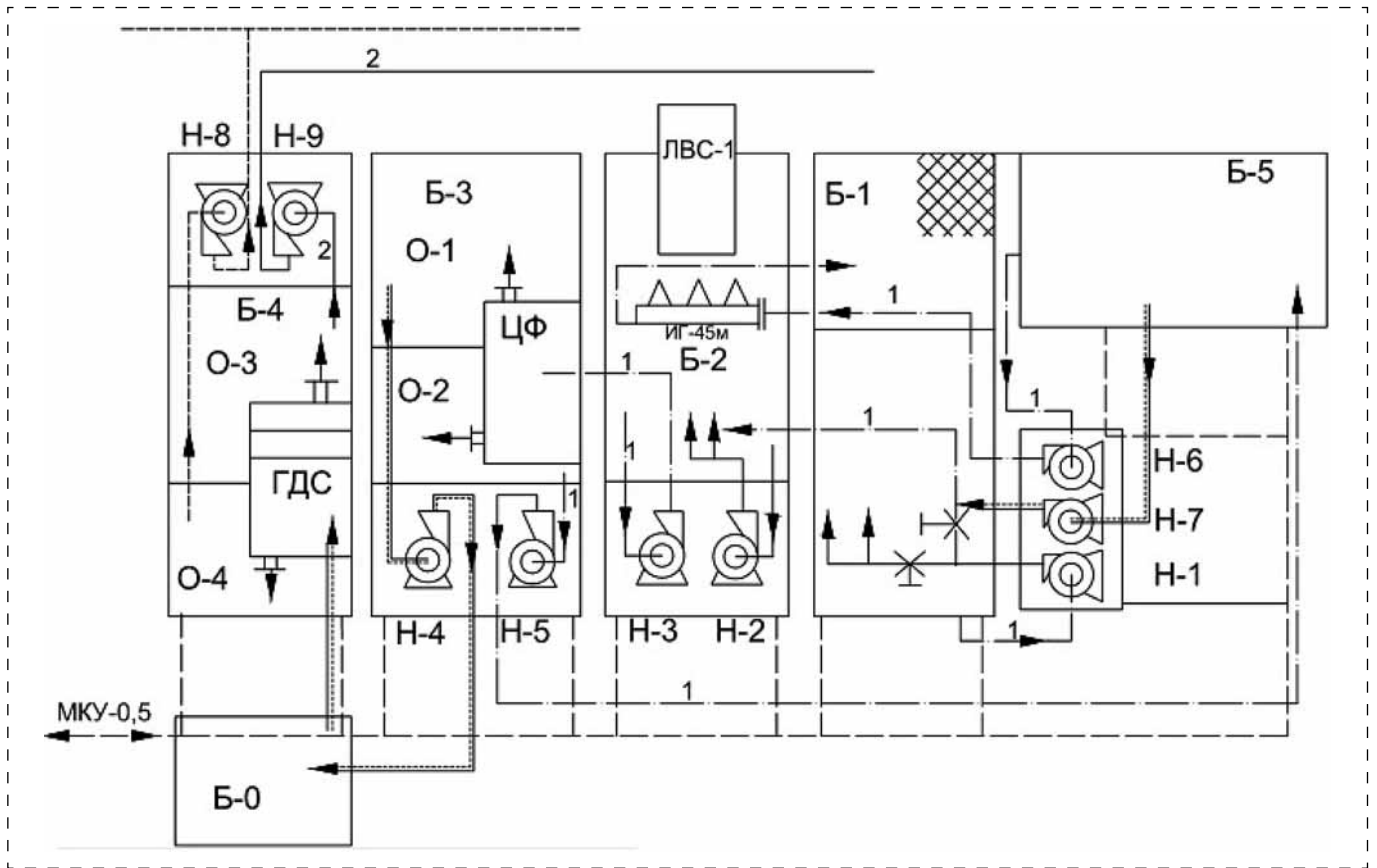 2
Н-8 Н-9
ЛВС-1
Б-3
Б-1
Б-5
О-1
2
Б-4
ЦФ
1
ИГ-45м
О-3
Б-2
О-2
1
1
1
1
Н-6
ГДС
1
Н-7
О-4
Н-1
Н-4 Н-5 Н-3 Н-2
1
1
МКУ-0,5
Б-0